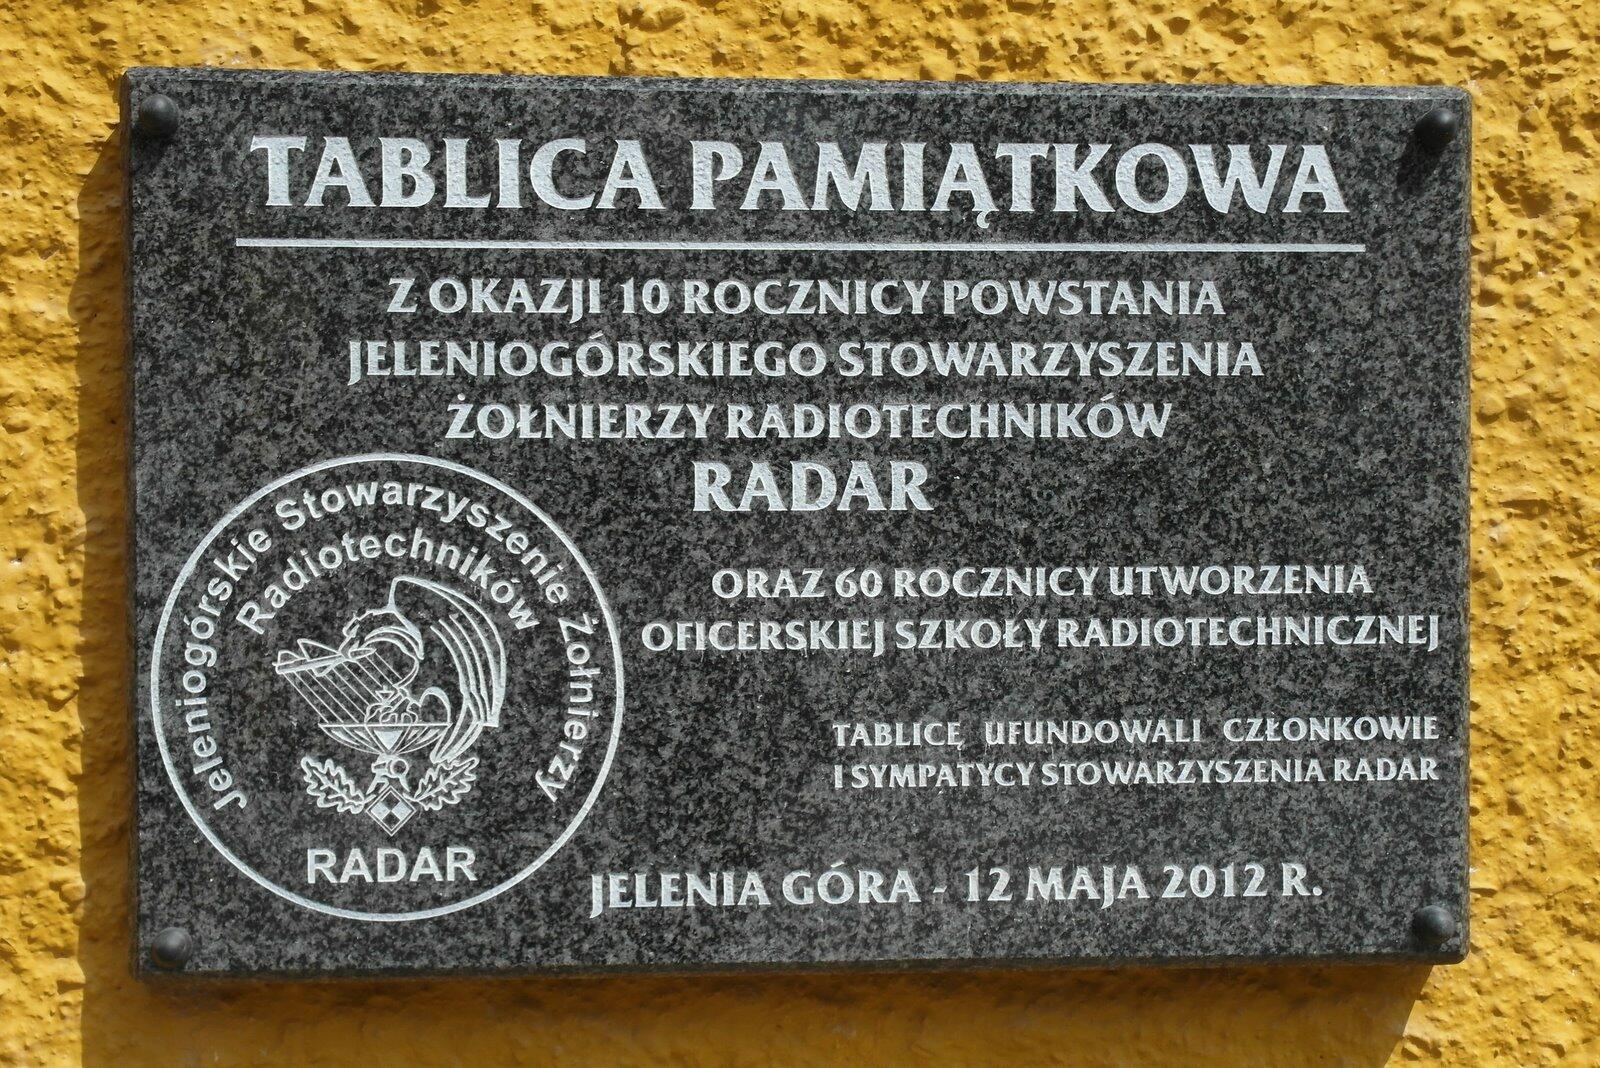 TABLICA PAMIĄTKOWA
Z OKAZJI 10 ROCZNICY POWSTANIA
JELENIOGÓRSKIEGO STOWARZYSZENIA
ŻOŁNIERZY RADIOTECHNIKÓW
RADAR
Jeleniogórskie Stowarzyszenie Żołnierzy
Radiotechników
RADAR
ORAZ 60 ROCZNICY UTWORZENIA
OFICERSKIEJ SZKOŁY RADIOTECHNICZNEJ
TABLICĘ UFUNDOWALI CZŁONKOWIE
I SYMPATYCY STOWARZYSZENIA RADAR
JELENIA GÓRA - 12 MAJA 2012 R.